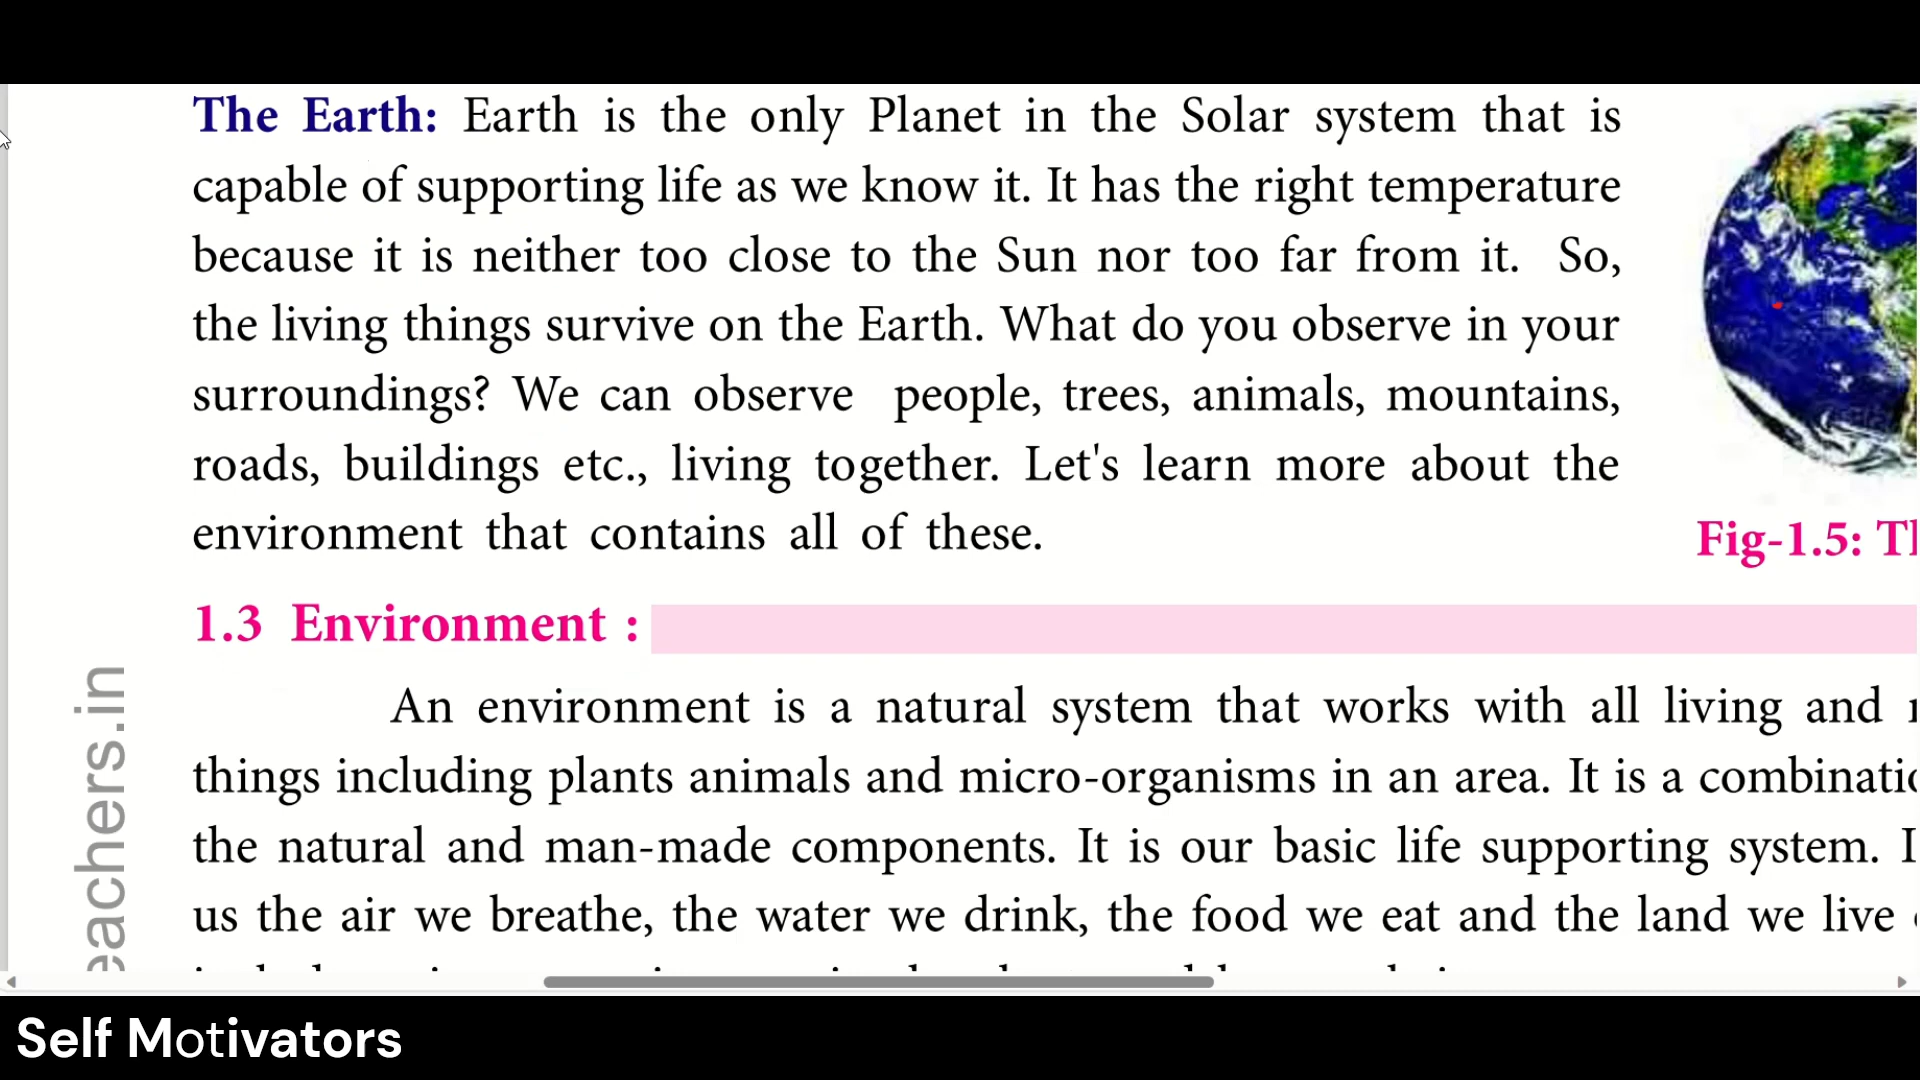 The Earth: Earth is the only Planet in the Solar system that is
capable of supporting life as we know it. It has the right temperature
because it is neither too close to the Sun nor too far from it. So,
the living things survive on the Earth. What do you observe in your
surroundings? We can observe people, trees, animals, mountains,
roads, buildings etc., living together. Let's learn more about the
environment that contains all of these.
Fig-1.5:
1.3 Environment :
An environment is a natural system that works with all living and
things including plants animals and micro-organisms in an area. It is a
the natural and man-made components. It is our basic life supporting system.
us the air we breathe, the water we drink, the food we eat and the land we live
eachers.in
Self Motivators